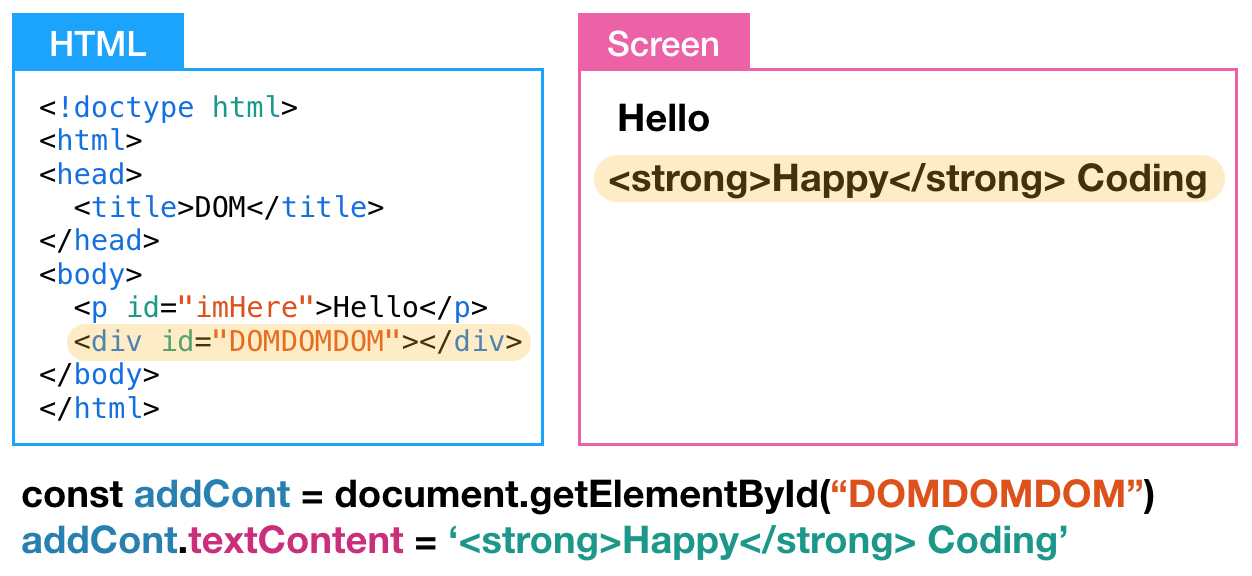 HTML
<!doctype html>
<html>
<head>
  <title>DOM</title>
</head>
<body>
  <p id="imHere">Hello</p>
  <div id="DOMDOMDOM"></div>
</body>
</html>
Screen
Hello
<strong>Happy</strong> Coding
const addCont = document.getElementById(“DOMDOMDOM”)
addCont.textContent = ‘<strong>Happy</strong> Coding’